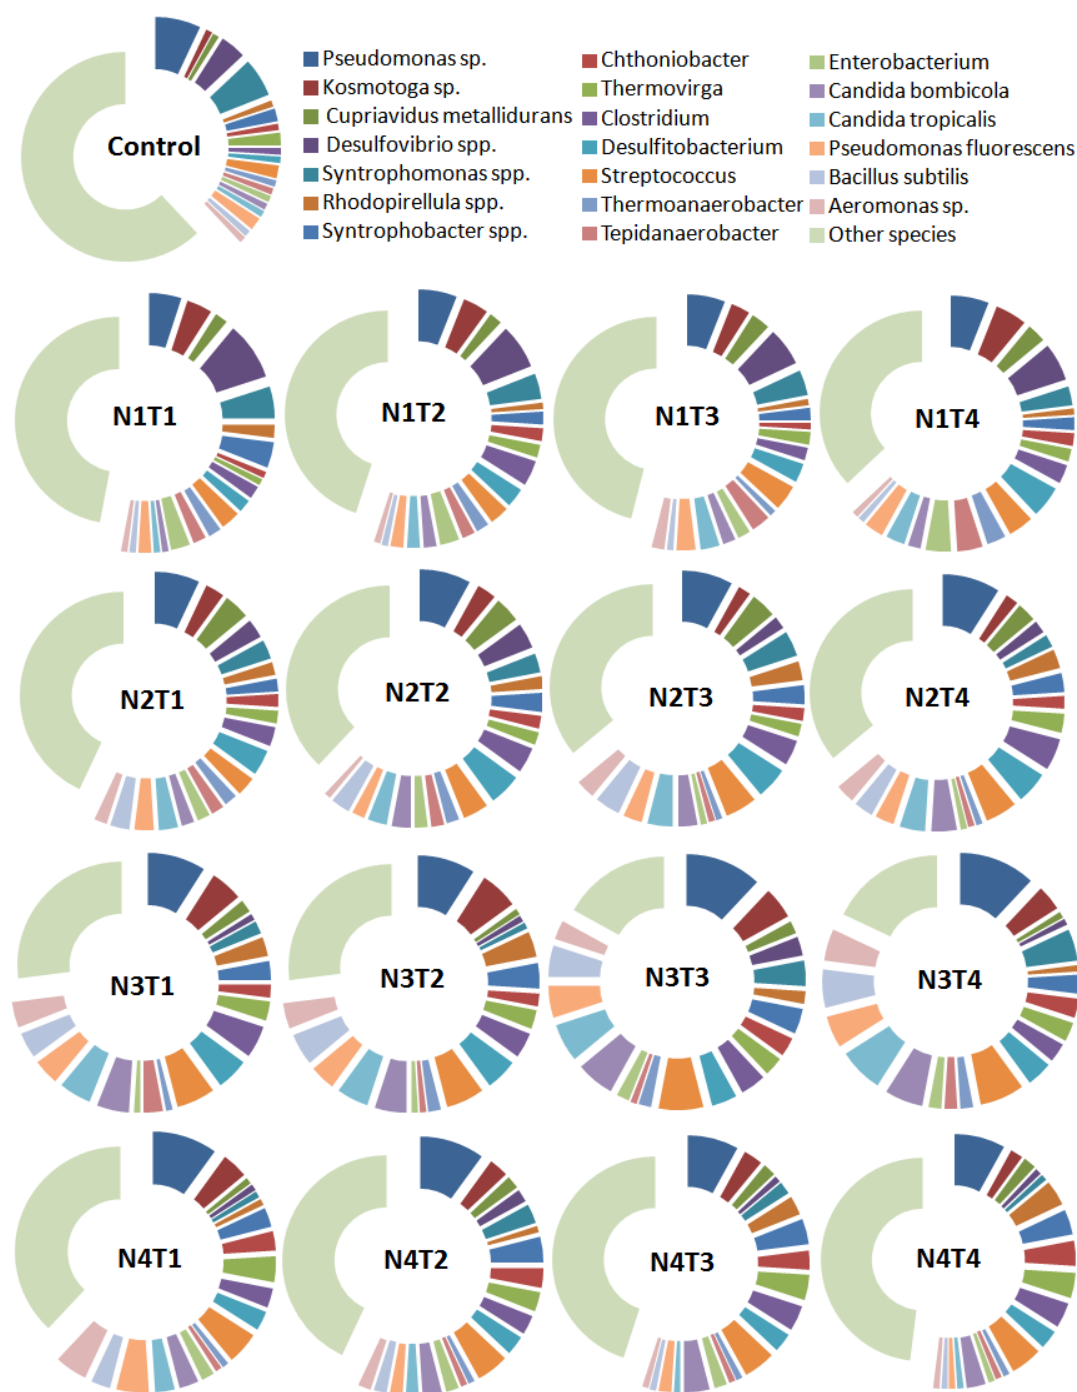 Control
Pseudomonas sp.
Kosmotoga sp.
Cupriavidus metallidurans
Desulfovibrio spp.
Syntrophomonas spp.
Rhodopirellula spp.
Syntrophobacter spp.
Chthoniobacter
Thermovirga
Clostridium
Desulfitobacterium
Streptococcus
Thermoanaerobacter
Tepidanaerobacter
Enterobacterium
Candida bombicola
Candida tropicalis
Pseudomonas fluorescens
Bacillus subtilis
Aeromonas sp.
Other species
N1T1
N1T2
N1T3
N1T4
N2T1
N2T2
N2T3
N2T4
N3T1
N3T2
N3T3
N3T4
N4T1
N4T2
N4T3
N4T4